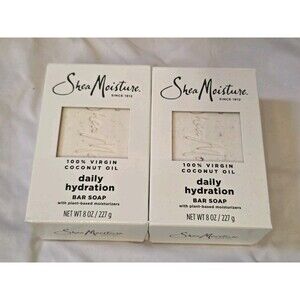 SheaMoisture
SINCE 1912
100% VIRGIN
COCONUT OIL
daily
hydration
BAR SOAP
with plant-based moisturizers
NET WT 8 OZ / 227 g
SheaMoisture
SheaMoisture
SINCE 1912
100% VIRGIN
COCONUT OIL
daily
hydration
BAR SOAP
with plant-based moisturizers
NET WT 8 OZ / 227 g
SheaMoisture